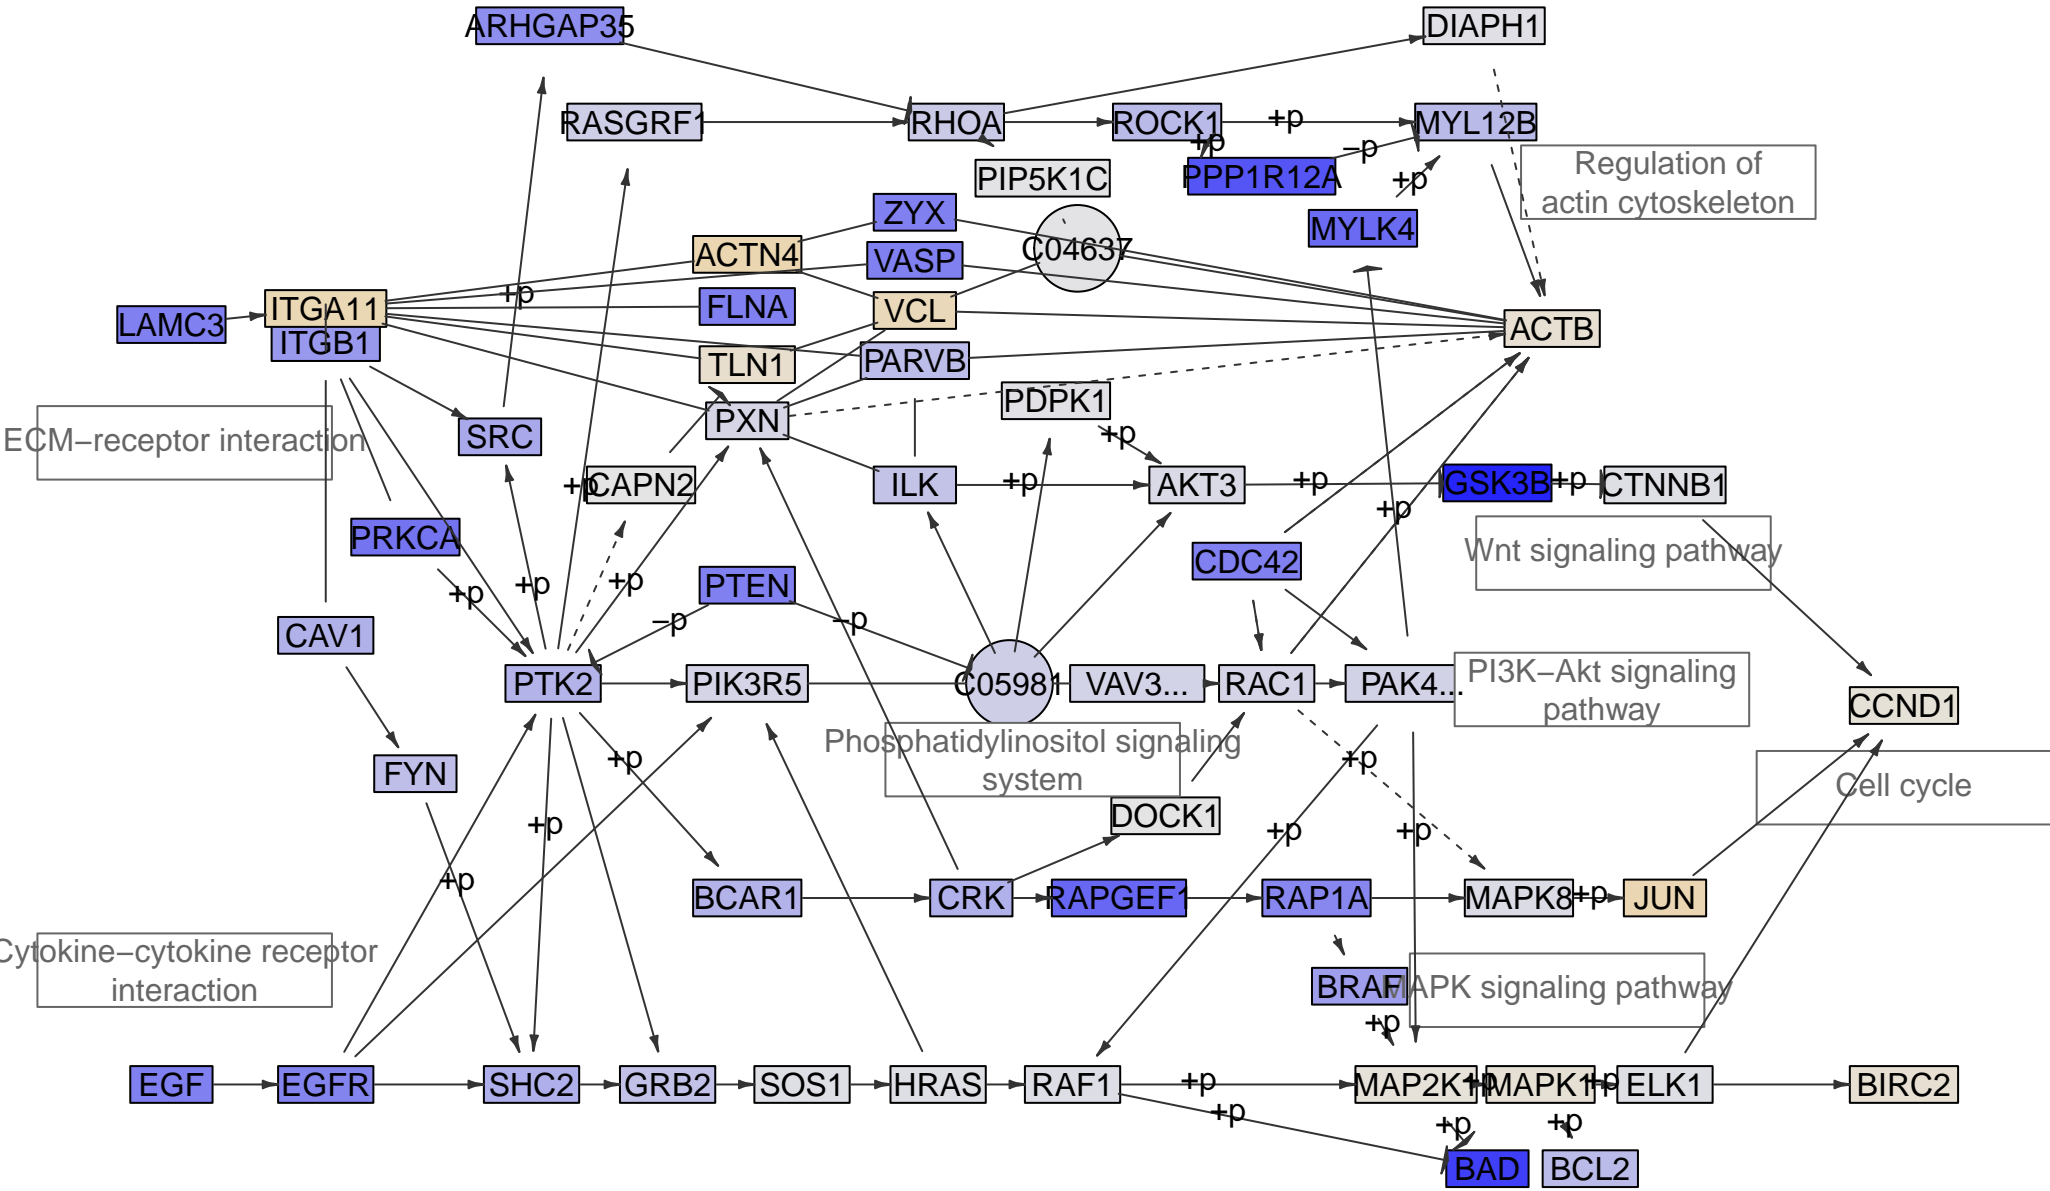 ARHGAP35
DIAPH1
RASGRF1
RHOA
ROCK1
+p
MYL12B
+p
−p
PIP5K1C
PPP1R12A
+p
Regulation of
actin cytoskeleton
ZYX
MYLK4
ACTN4
VASP
C04637
+p
LAMC3
ITGA11
FLNA
VCL
ITGB1
ACTB
TLN1
PARVB
PDPK1
ECM−receptor interaction
SRC
PXN
+p
+p
CAPN2
ILK
+p
AKT3
+p
GSK3B
+p
CTNNB1
+p
PRKCA
Wnt signaling pathway
CDC42
+p
+p
+p
PTEN
−p
−p
CAV1
PTK2
PIK3R5
C05981
VAV3...
RAC1
PAK4...
PI3K−Akt signaling
pathway
CCND1
Phosphatidylinositol signaling
system
+p
+p
FYN
Cell cycle
DOCK1
+p
+p
+p
+p
BCAR1
CRK
RAPGEF1
RAP1A
MAPK8
+p
JUN
Cytokine−cytokine receptor
interaction
BRAF
MAPK signaling pathway
+p
EGF
EGFR
SHC2
GRB2
SOS1
HRAS
RAF1
+p
MAP2K1
+p
MAPK1
+p
ELK1
BIRC2
+p
+p
+p
BAD
BCL2